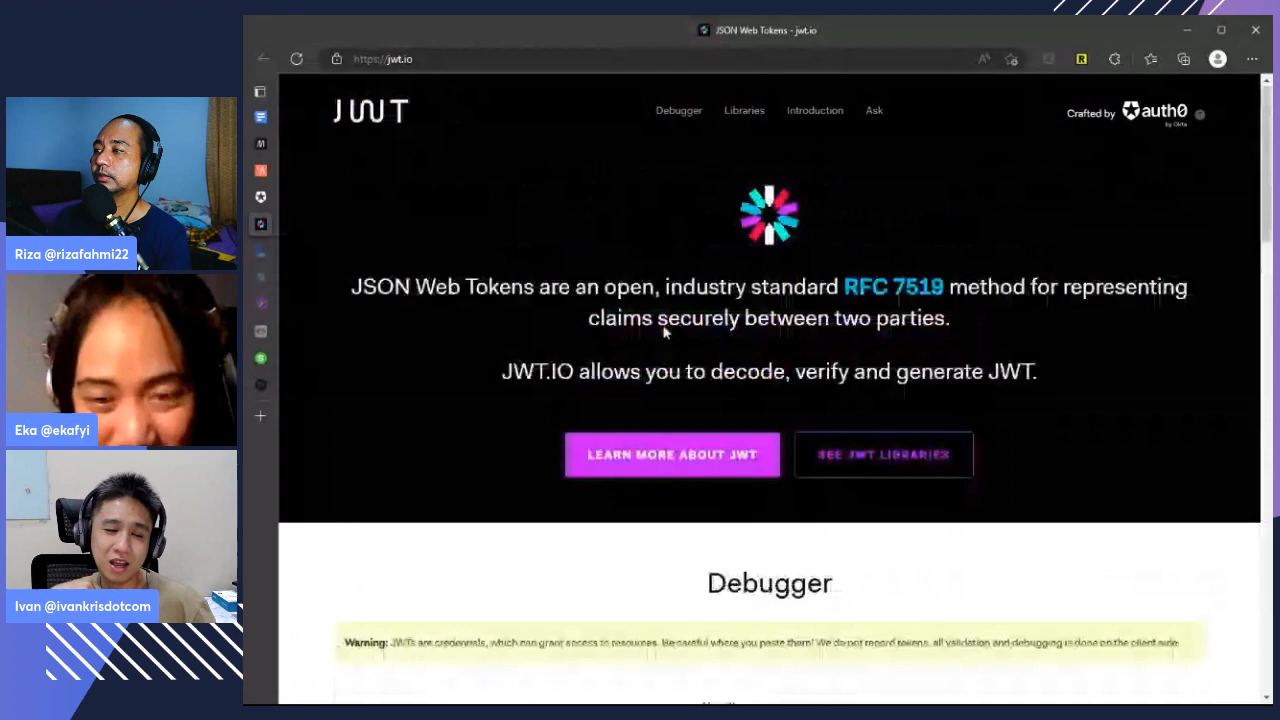 JSON Web Tokens - jwt.io
https://jwt.io
JWT
Debugger
Libraries
Introduction
Ask
Crafted by auth0
by Okta
JSON Web Tokens are an open, industry standard RFC 7519 method for representing
claims securely between two parties.
JWT.IO allows you to decode, verify and generate JWT.
LEARN MORE ABOUT JWT
SEE JWT LIBRARIES
Debugger
Warning: JWTs are credentials, which can grant access to resources. Be careful where you paste them! We do not record tokens, all validation and debugging is done on the client side.
Riza @rizafahmi22
Eka @ekafyi
Ivan @ivankrisdotcom